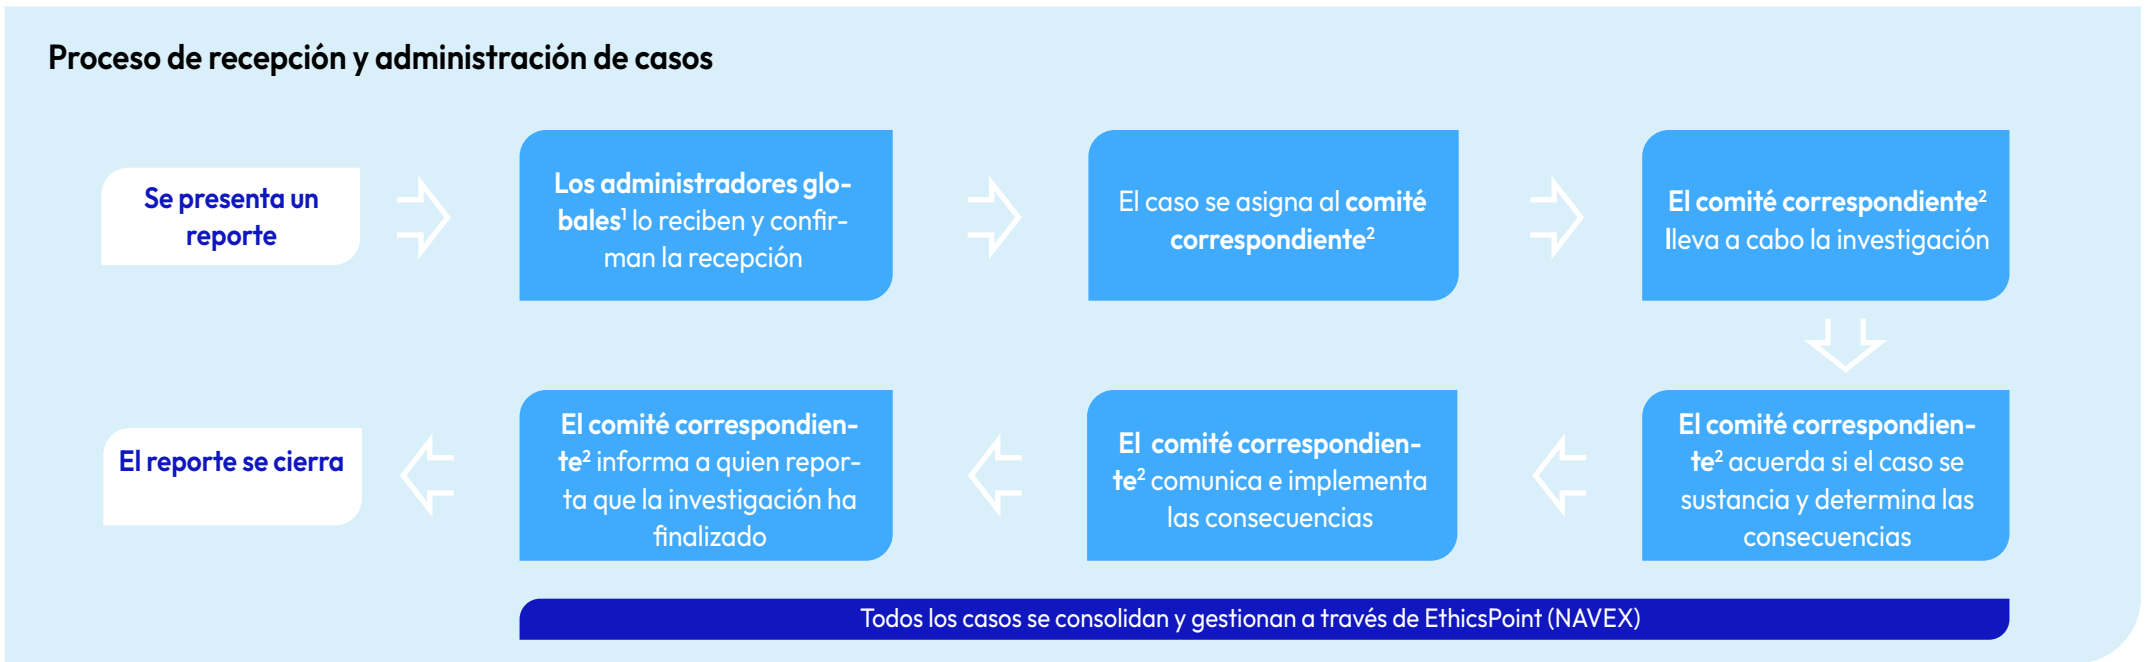 Proceso de recepción y administración de casos
Se presenta un
reporte
Los administradores glo-
bales¹ lo reciben y confir-
man la recepción
El caso se asigna al comité
correspondiente²
El comité correspondiente²
lleva a cabo la investigación
El comité correspondien-
te² acuerda si el caso se
sustancia y determina las
consecuencias
El  comité correspondien-
te² comunica e implementa
las consecuencias
El comité correspondien-
te² informa a quien repor-
ta que la investigación ha
finalizado
El reporte se cierra
Todos los casos se consolidan y gestionan a través de EthicsPoint (NAVEX)